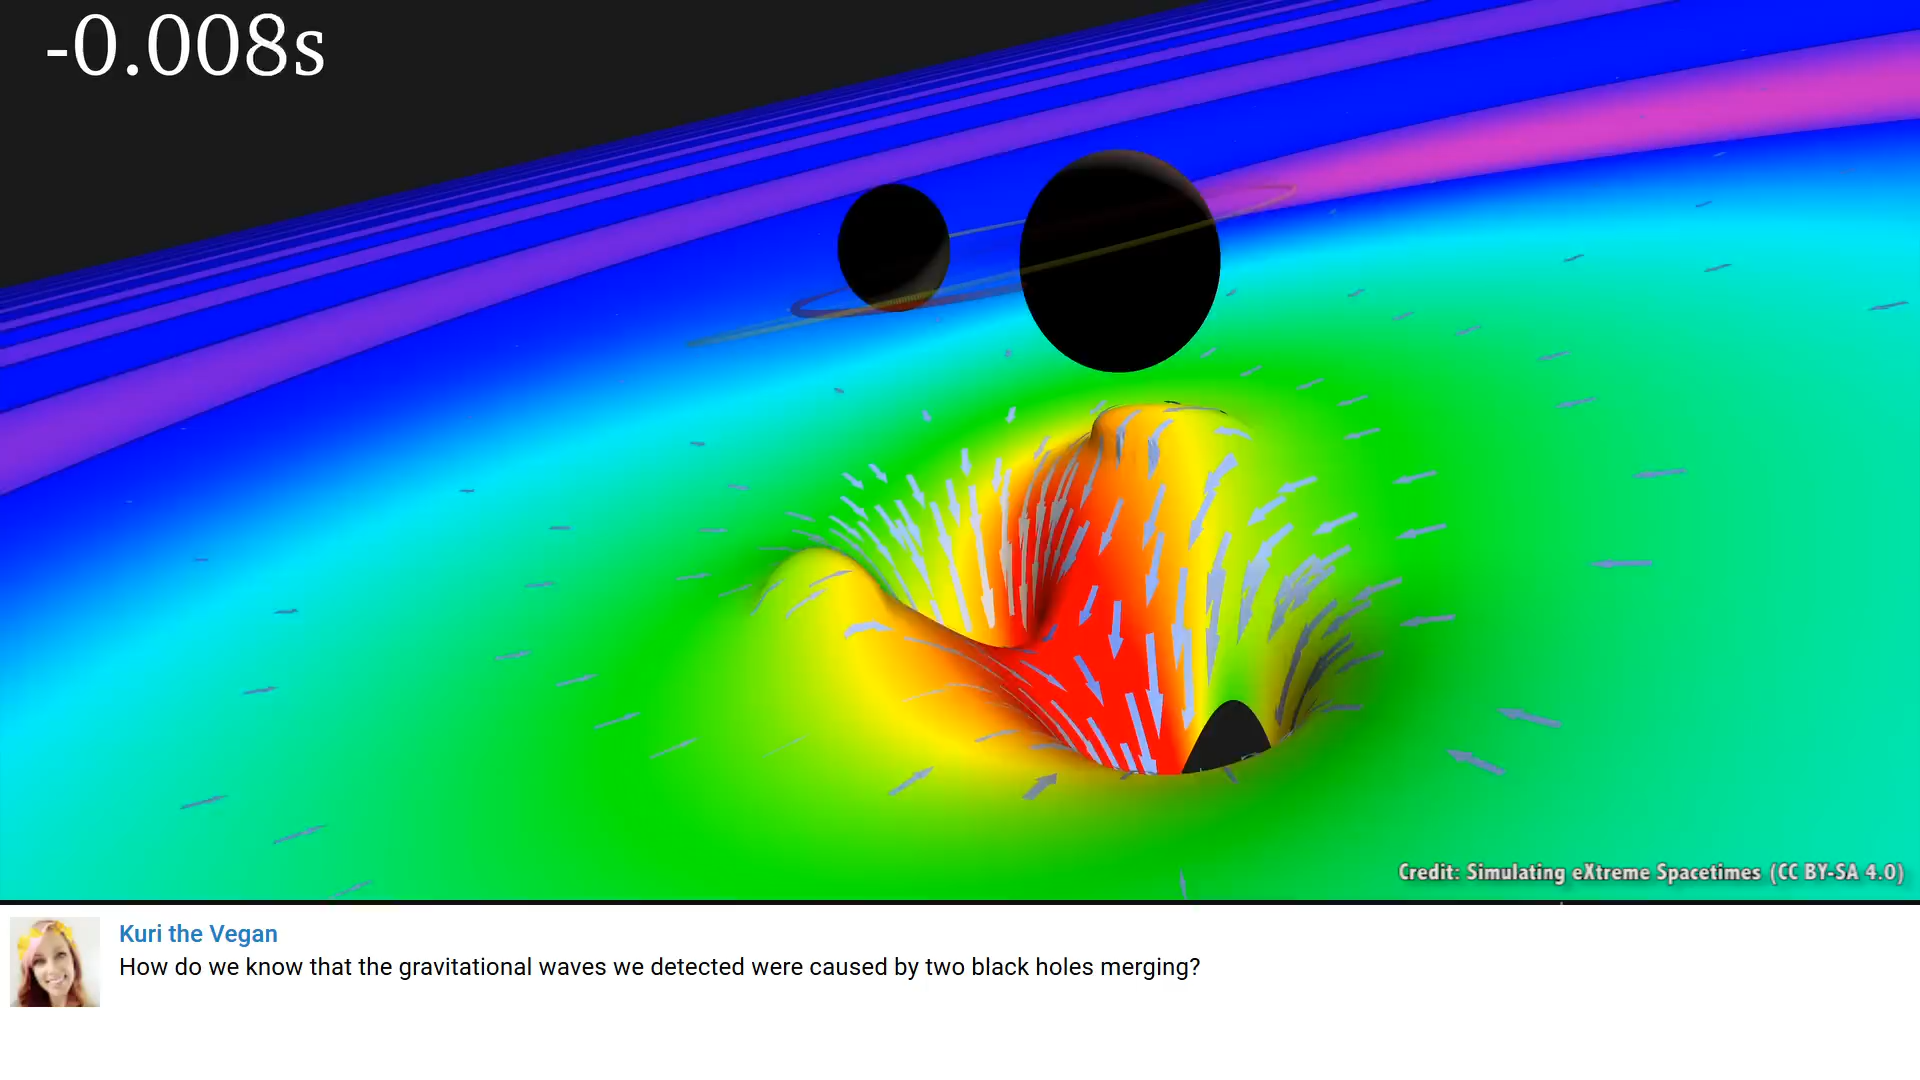 -0.008s
Credit: Simulating eXtreme Spacetimes (CC BY-SA 4.0)
Kuri the Vegan
How do we know that the gravitational waves we detected were caused by two black holes merging?